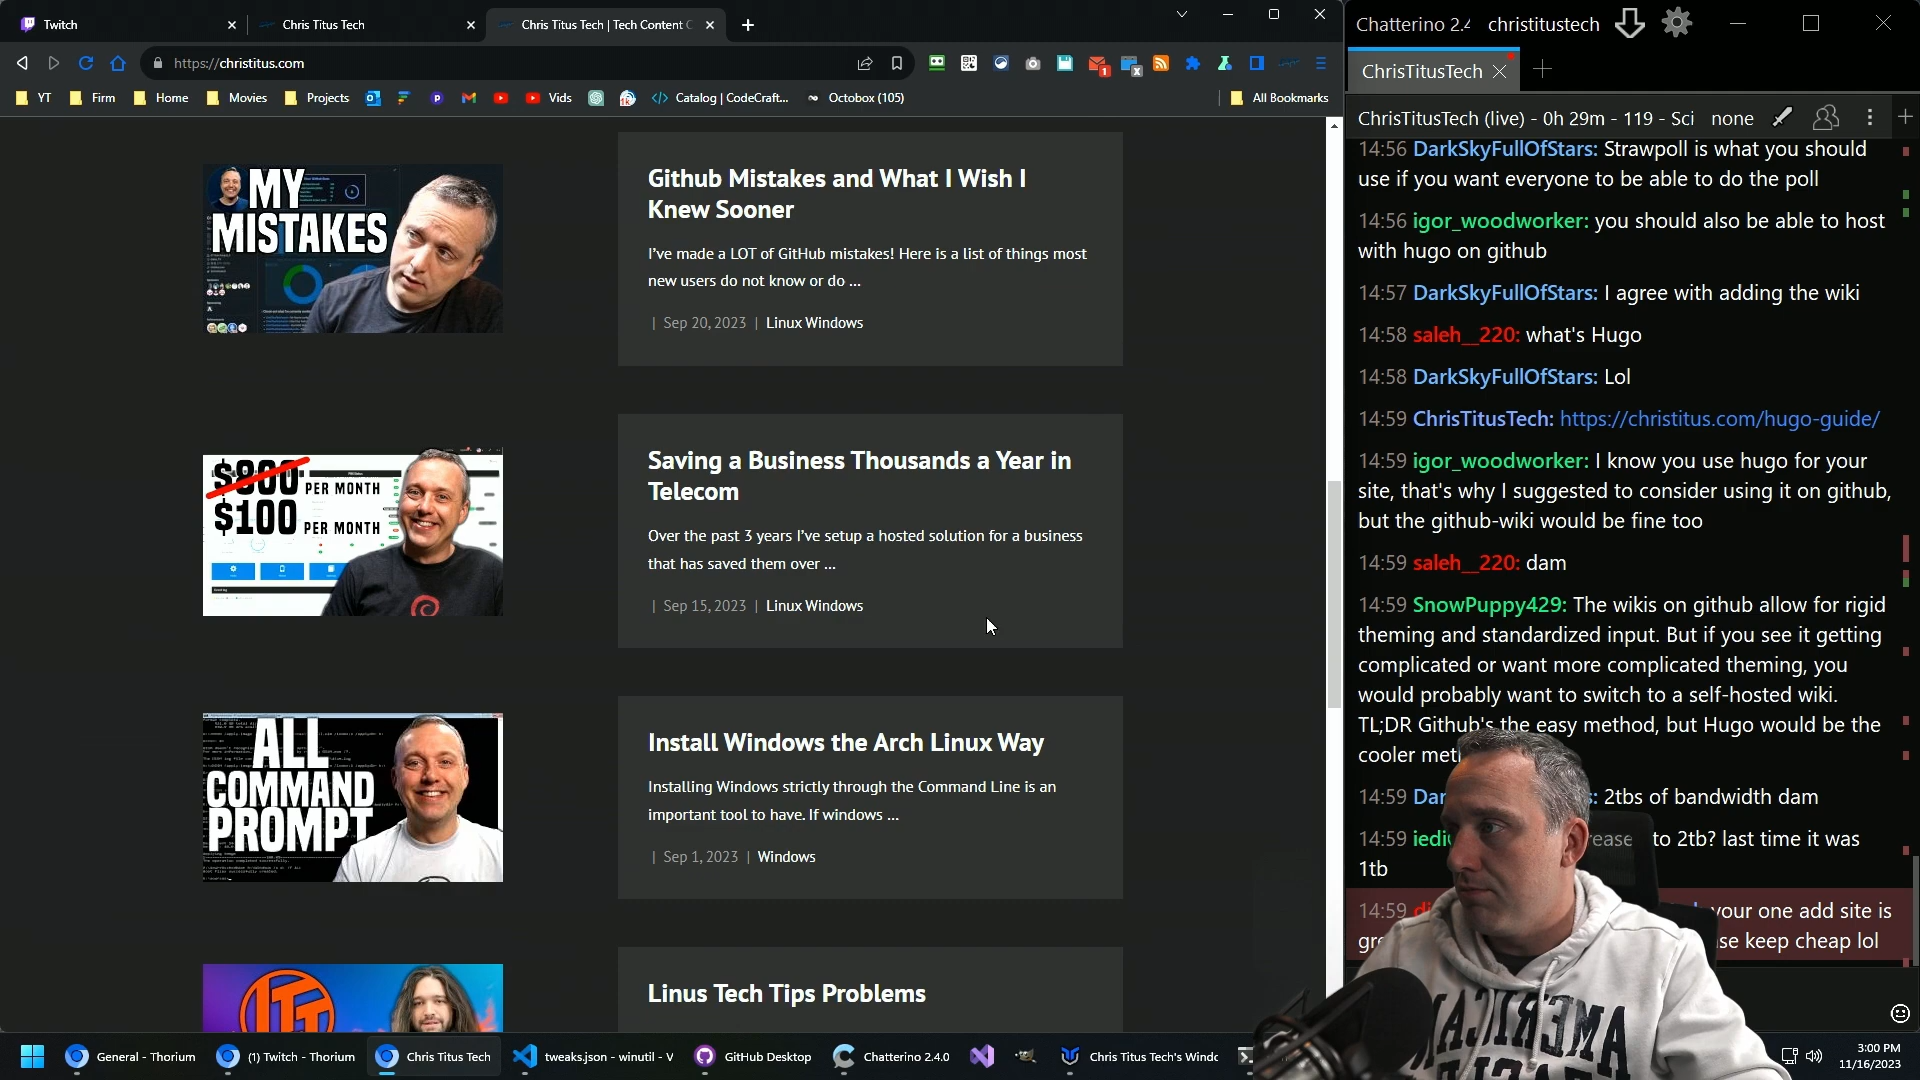 Twitch
Chris Titus Tech
Chris Titus Tech | Tech Content C
https://christitus.com
YT
Firm
Home
Movies
Projects
Vids
Catalog | CodeCraft...
Octobox (105)
All Bookmarks
MY
MISTAKES
Github Mistakes and What I Wish I
Knew Sooner
I've made a LOT of GitHub mistakes! Here is a list of things most
new users do not know or do ...
| Sep 20, 2023 | Linux Windows
$800 PER MONTH
$100 PER MONTH
Saving a Business Thousands a Year in
Telecom
Over the past 3 years I've setup a hosted solution for a business
that has saved them over ...
| Sep 15, 2023 | Linux Windows
ALL
COMMAND
PROMPT
Install Windows the Arch Linux Way
Installing Windows strictly through the Command Line is an
important tool to have. If windows ...
| Sep 1, 2023 | Windows
Linus Tech Tips Problems
Chatterino 2.4
christitustech
ChrisTitusTech
ChrisTitusTech (live) - 0h 29m - 119 - Sci
none
14:56 DarkSkyFullOfStars: Strawpoll is what you should
use if you want everyone to be able to do the poll
14:56 igor_woodworker: you should also be able to host
with hugo on github
14:57 DarkSkyFullOfStars: I agree with adding the wiki
14:58 saleh__220: what's Hugo
14:58 DarkSkyFullOfStars: Lol
14:59 ChrisTitusTech: https://christitus.com/hugo-guide/
14:59 igor_woodworker: I know you use hugo for your
site, that's why I suggested to consider using it on github,
but the github-wiki would be fine too
14:59 saleh__220: dam
14:59 SnowPuppy429: The wikis on github allow for rigid
theming and standardized input. But if you see it getting
complicated or want more complicated theming, you
would probably want to switch to a self-hosted wiki.
TL;DR Github's the easy method, but Hugo would be the
cooler
14:59 Dar 2tbs of bandwidth dam
14:59 to 2tb? last time it was
1tb
14:59 your one add site is
keep cheap lol
General - Thorium
(1) Twitch - Thorium
Chris Titus Tech
tweaks.json - winutil - V
GitHub Desktop
Chatterino 2.4.0
Chris Titus Tech's Windo
3:00 PM
11/16/2023